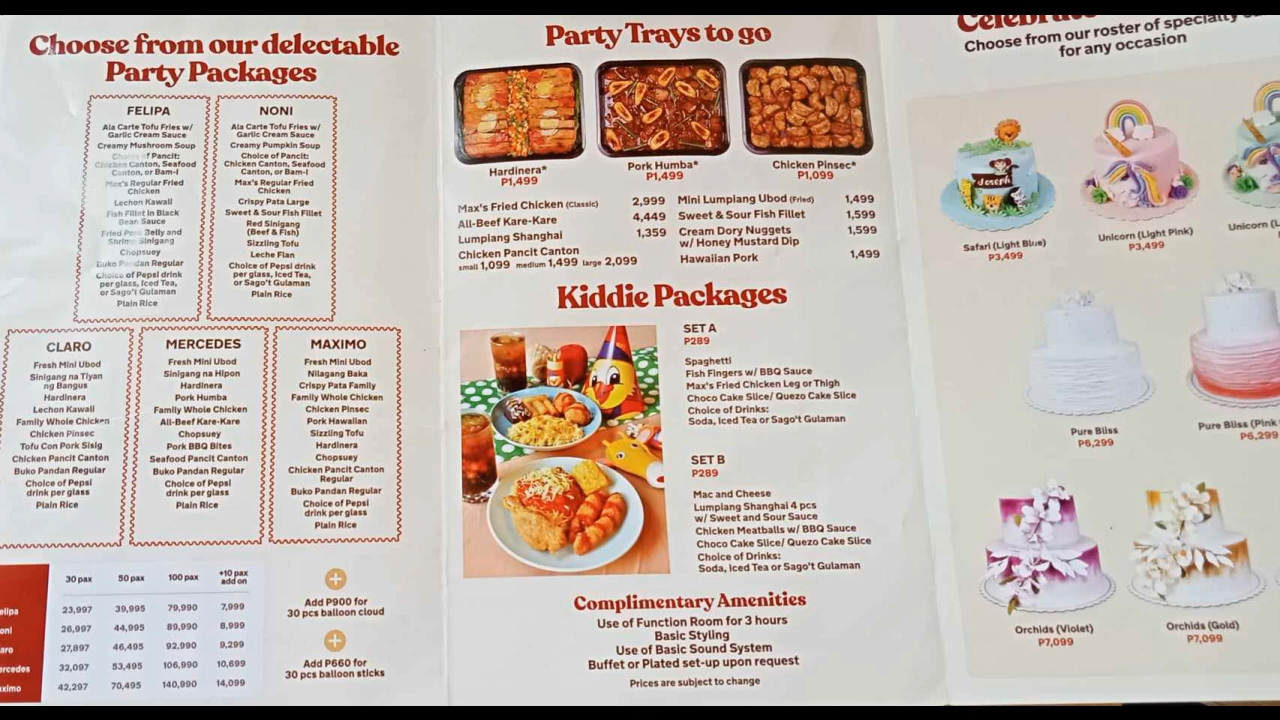 Choose from our delectable
Party Packages
FELIPA
Ala Carte Tofu Fries w/
Garlic Cream Sauce
Creamy Mushroom Soup
Choice of Pancit:
Chicken Canton, Seafood
Canton, or Bam-I
Max's Regular Fried
Chicken
Lechon Kawali
Fish Fillet in Black
Bean Sauce
Fried Pork Belly and
Shrimp Sinigang
Chopsuey
Buko Pandan Regular
Choice of Pepsi drink
per glass, Iced Tea,
or Sago't Gulaman
Plain Rice
NONI
Ala Carte Tofu Fries w/
Garlic Cream Sauce
Creamy Pumpkin Soup
Choice of Pancit:
Chicken Canton, Seafood
Canton, or Bam-I
Max's Regular Fried
Chicken
Crispy Pata Large
Sweet & Sour Fish Fillet
Red Sinigang
(Beef & Fish)
Sizzling Tofu
Leche Flan
Choice of Pepsi drink
per glass, Iced Tea,
or Sago't Gulaman
Plain Rice
CLARO
Fresh Mini Ubod
Sinigang na Tiyan
ng Bangus
Hardinera
Lechon Kawali
Family Whole Chicken
Chicken Pinsec
Tofu Con Pork Sisig
Chicken Pancit Canton
Buko Pandan Regular
Choice of Pepsi
drink per glass
Plain Rice
MERCEDES
Fresh Mini Ubod
Sinigang na Hipon
Hardinera
Pork Humba
Family Whole Chicken
All-Beef Kare-Kare
Chopsuey
Pork BBQ Bites
Seafood Pancit Canton
Buko Pandan Regular
Choice of Pepsi
drink per glass
Plain Rice
MAXIMO
Fresh Mini Ubod
Nilagang Baka
Crispy Pata Family
Family Whole Chicken
Chicken Pinsec
Pork Hawaiian
Sizzling Tofu
Hardinera
Chopsuey
Chicken Pancit Canton
Regular
Buko Pandan Regular
Choice of Pepsi
drink per glass
Plain Rice
30 pax 50 pax 100 pax +10 pax add on
elipa 23,997 39,995 79,990 7,999
oni 26,997 44,995 89,990 8,999
aro 27,897 46,495 92,990 9,299
ercedes 32,097 53,495 106,990 10,699
aximo 42,297 70,495 140,990 14,099
+
Add P900 for
30 pcs balloon cloud
+
Add P660 for
30 pcs balloon sticks
Party Trays to go
Hardinera*
P1,499
Pork Humba*
P1,499
Chicken Pinsec*
P1,099
Max's Fried Chicken (Classic) 2,999
All-Beef Kare-Kare 4,449
Lumpiang Shanghai 1,359
Chicken Pancit Canton
small 1,099 medium 1,499 large 2,099
Mini Lumpiang Ubod (Fried) 1,499
Sweet & Sour Fish Fillet 1,599
Cream Dory Nuggets 1,599
w/ Honey Mustard Dip
Hawaiian Pork 1,499
Kiddie Packages
SET A
P289
Spaghetti
Fish Fingers w/ BBQ Sauce
Max's Fried Chicken Leg or Thigh
Choco Cake Slice/ Quezo Cake Slice
Choice of Drinks:
Soda, Iced Tea or Sago't Gulaman
SET B
P289
Mac and Cheese
Lumpiang Shanghai 4 pcs
w/ Sweet and Sour Sauce
Chicken Meatballs w/ BBQ Sauce
Choco Cake Slice/ Quezo Cake Slice
Choice of Drinks:
Soda, Iced Tea or Sago't Gulaman
Complimentary Amenities
Use of Function Room for 3 hours
Basic Styling
Use of Basic Sound System
Buffet or Plated set-up upon request
Prices are subject to change
Celebrat
Choose from our roster of specialty
for any occasion
Joseph
Safari (Light Blue)
P3,499
Unicorn (Light Pink)
P3,499
Unicorn (L
Pure Bliss
P6,299
Pure Bliss (Pink
P6,299
Orchids (Violet)
P7,099
Orchids (Gold)
P7,099